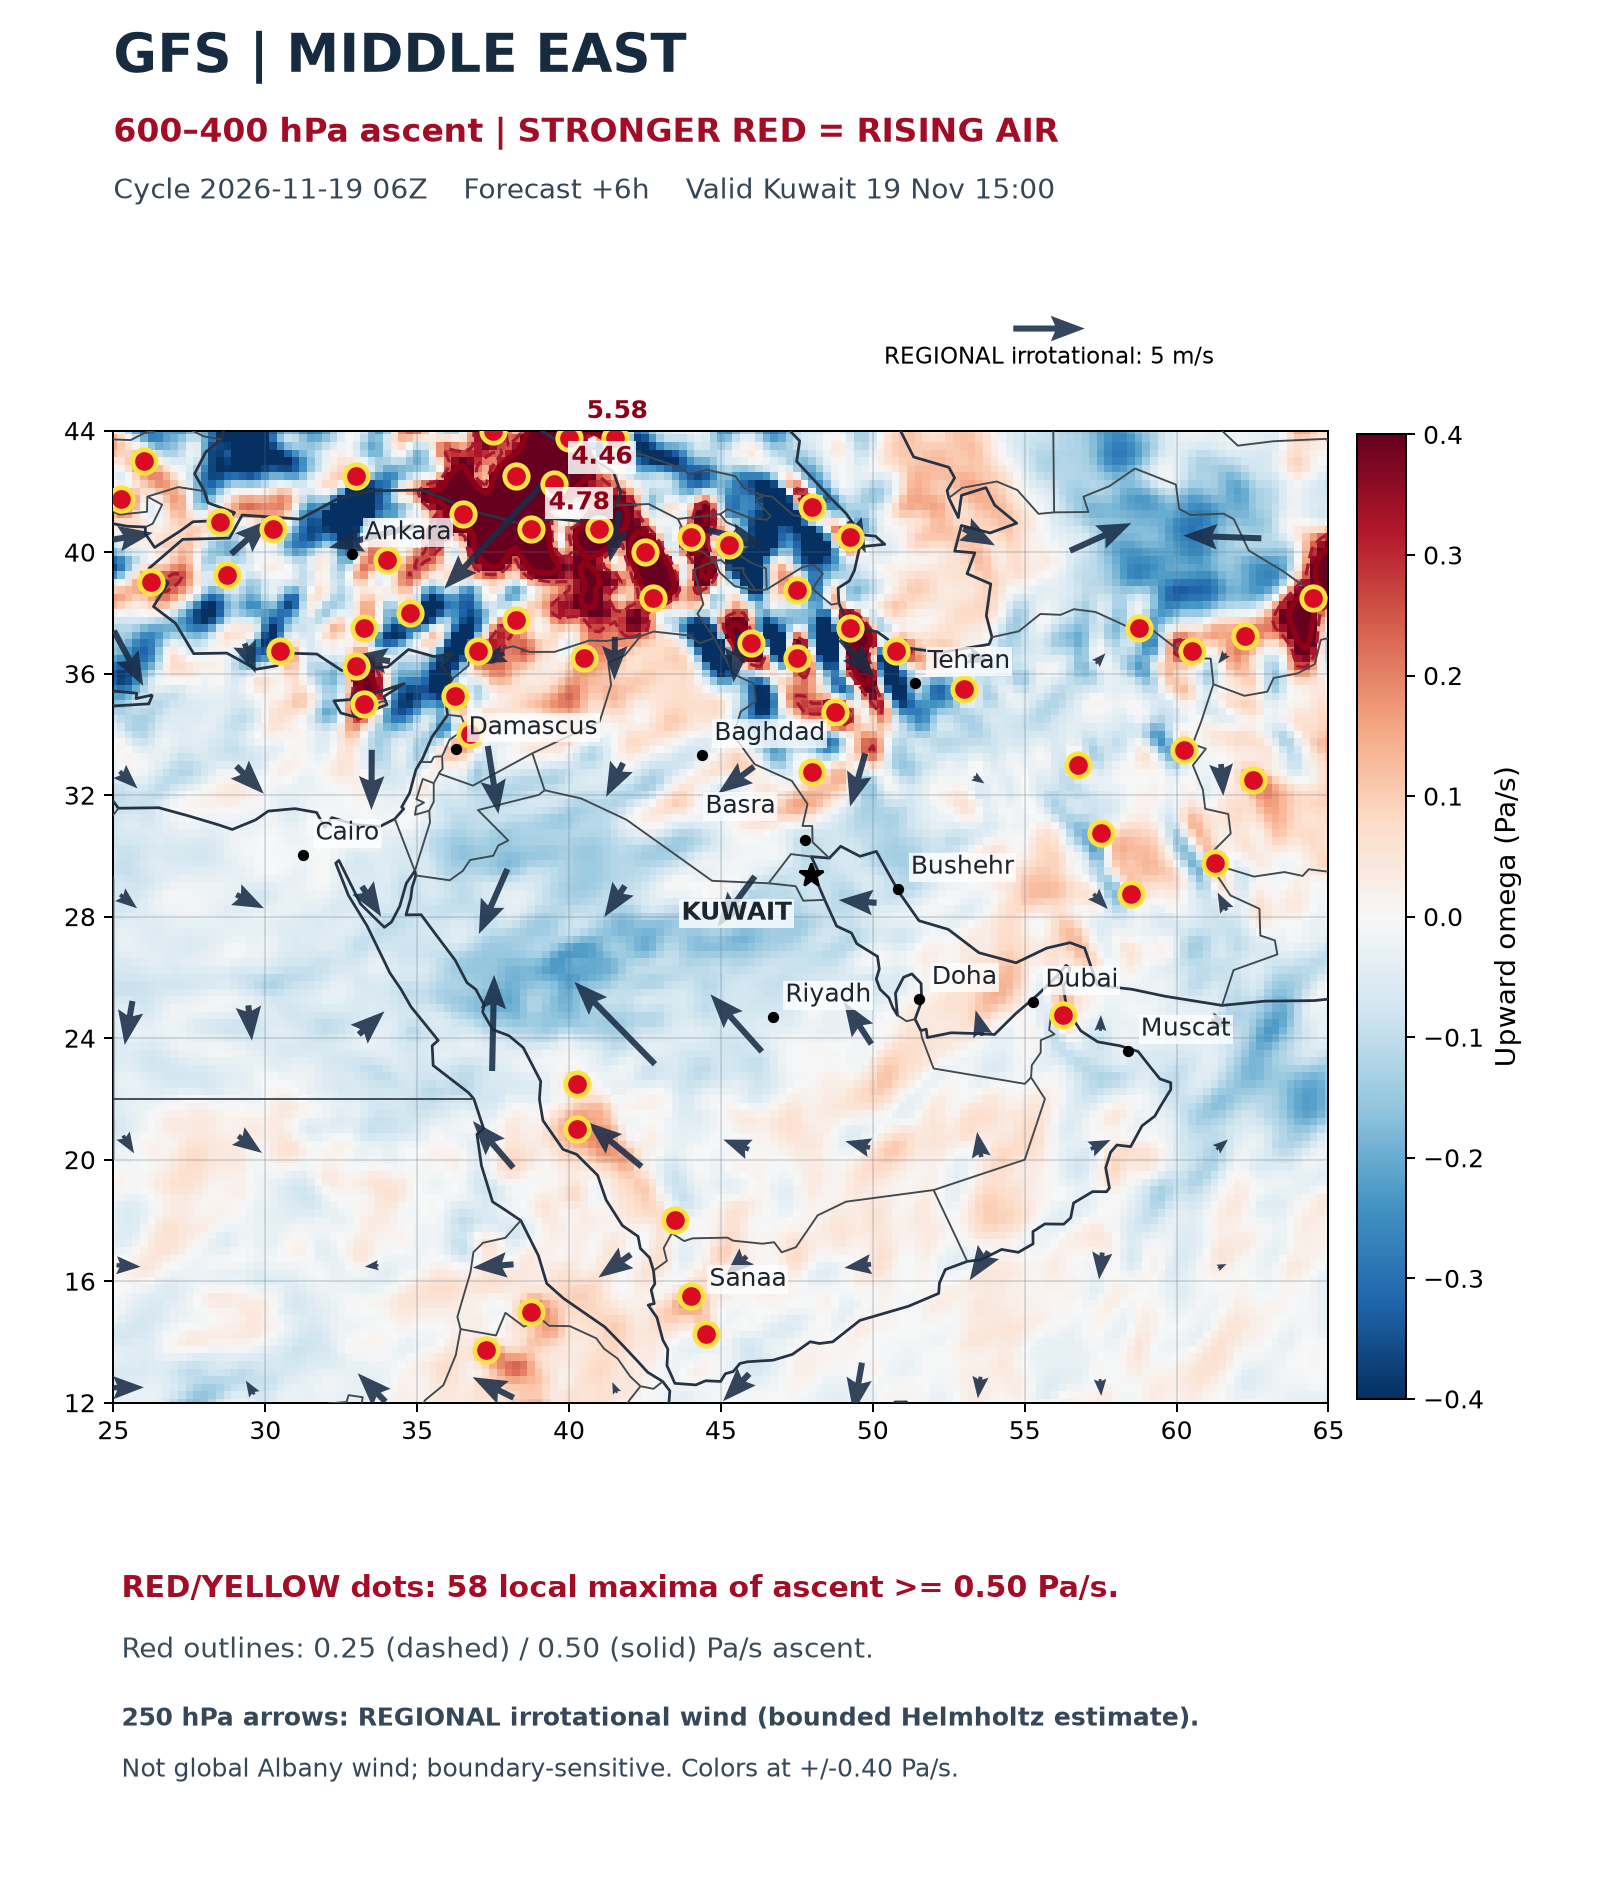 GFS | MIDDLE EAST
600–400 hPa ascent | STRONGER RED = RISING AIR
Cycle 2026-11-19 06Z    Forecast +6h    Valid Kuwait 19 Nov 15:00
REGIONAL irrotational: 5 m/s
5.58
4.46
4.78
Ankara
Tehran
Damascus
Baghdad
Basra
Cairo
Bushehr
KUWAIT
Doha
Dubai
Riyadh
Muscat
Sanaa
44
40
36
32
28
24
20
16
12
25 30 35 40 45 50 55 60 65
0.4
0.3
0.2
0.1
0.0
−0.1
−0.2
−0.3
−0.4
Upward omega (Pa/s)
RED/YELLOW dots: 58 local maxima of ascent >= 0.50 Pa/s.
Red outlines: 0.25 (dashed) / 0.50 (solid) Pa/s ascent.
250 hPa arrows: REGIONAL irrotational wind (bounded Helmholtz estimate).
Not global Albany wind; boundary-sensitive. Colors at +/-0.40 Pa/s.